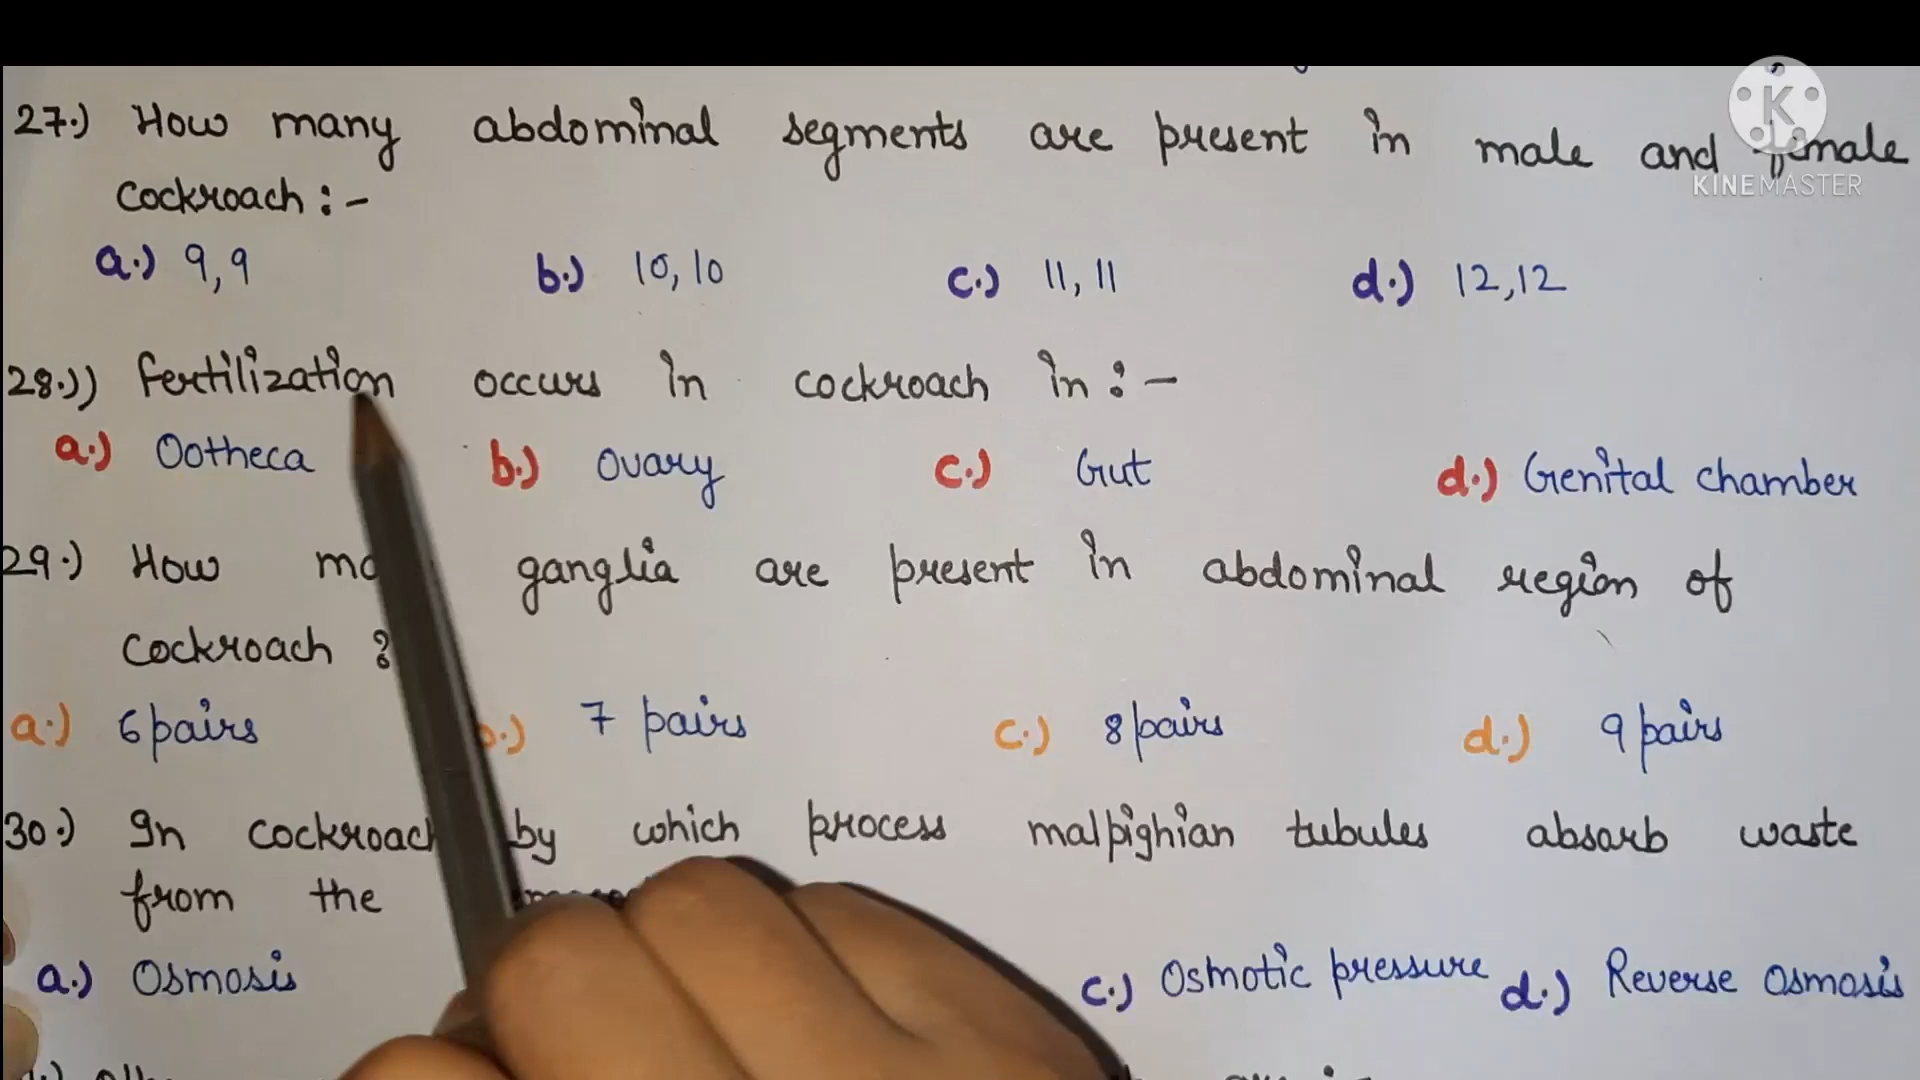 27.) How many abdominal segments are present in male and female
Cockroach :-
a.) 9, 9 b.) 10, 10 c.) 11, 11 d.) 12, 12
28.)) Fertilization occurs in cockroach in :-
a.) Ootheca b.) Ovary c.) Gut d.) Genital chamber
29.) How ganglia are present in abdominal region of
Cockroach ?
a.) 6 pairs b.) 7 pairs c.) 8 pairs d.) 9 pairs
30.) In cockroach by which process malpighian tubules absorb waste
from the
a.) Osmosis c.) Osmotic pressure d.) Reverse osmosis
K
KINEMASTER